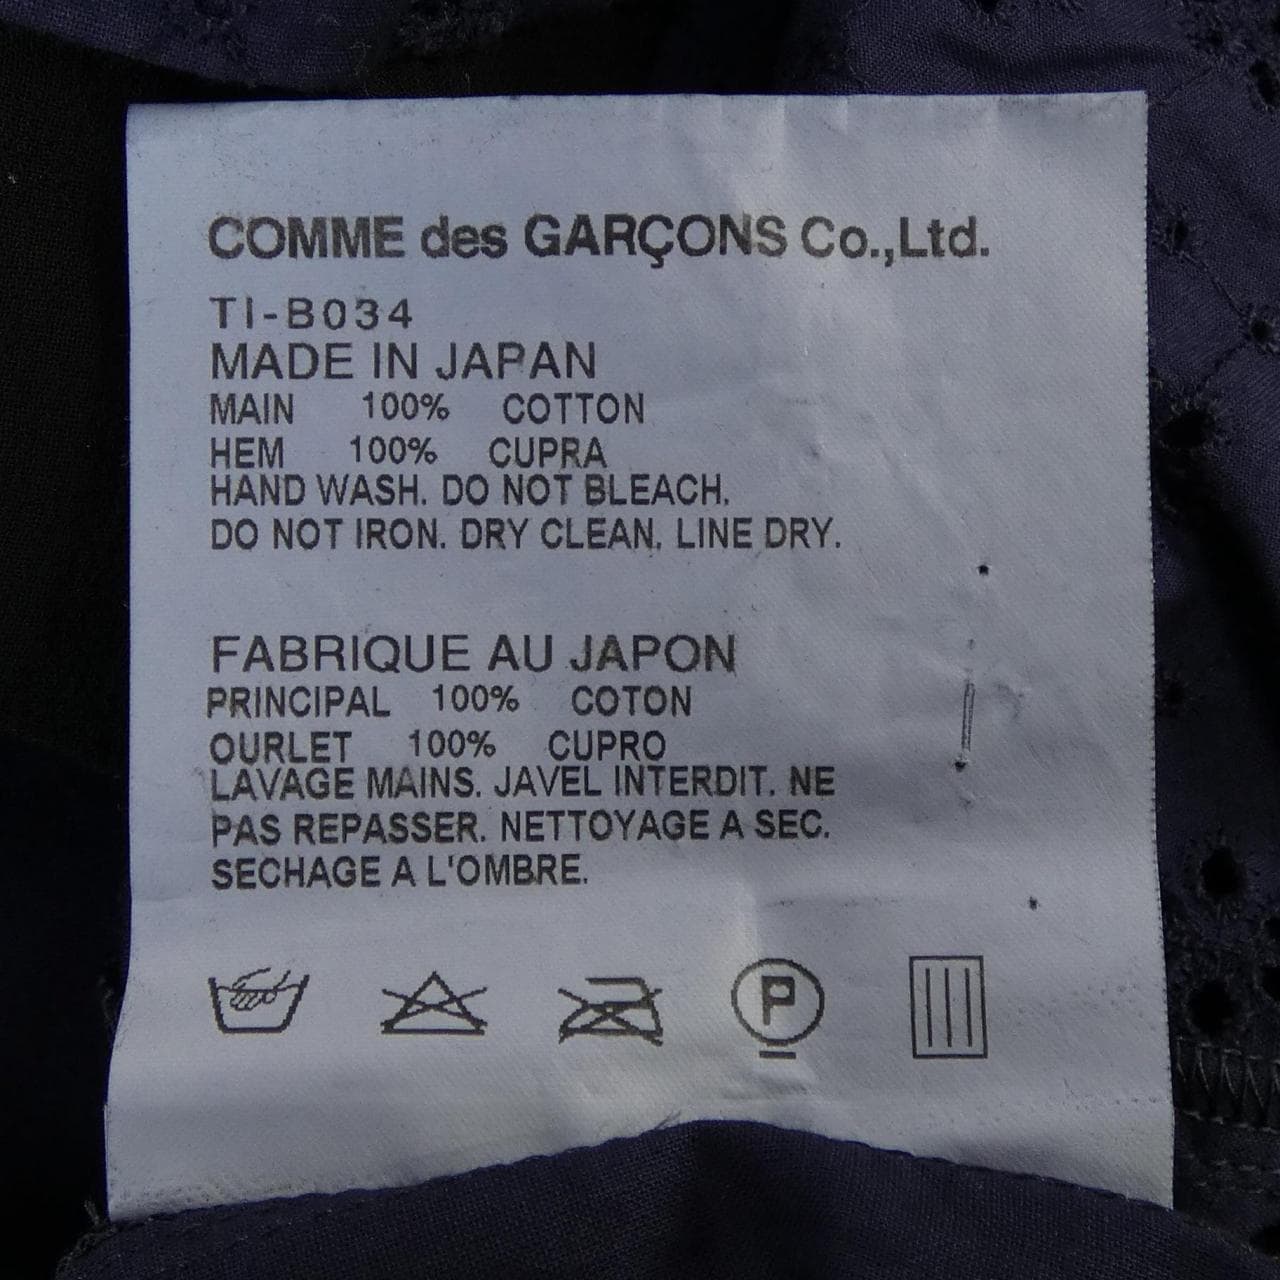 COMME des GARÇONS Co.,Ltd.
TI-B034
MADE IN JAPAN
MAIN 100% COTTON
HEM 100% CUPRA
HAND WASH. DO NOT BLEACH.
DO NOT IRON. DRY CLEAN. LINE DRY.
FABRIQUE AU JAPON
PRINCIPAL 100% COTON
OURLET 100% CUPRO
LAVAGE MAINS. JAVEL INTERDIT. NE
PAS REPASSER. NETTOYAGE A SEC.
SECHAGE A L'OMBRE.
P